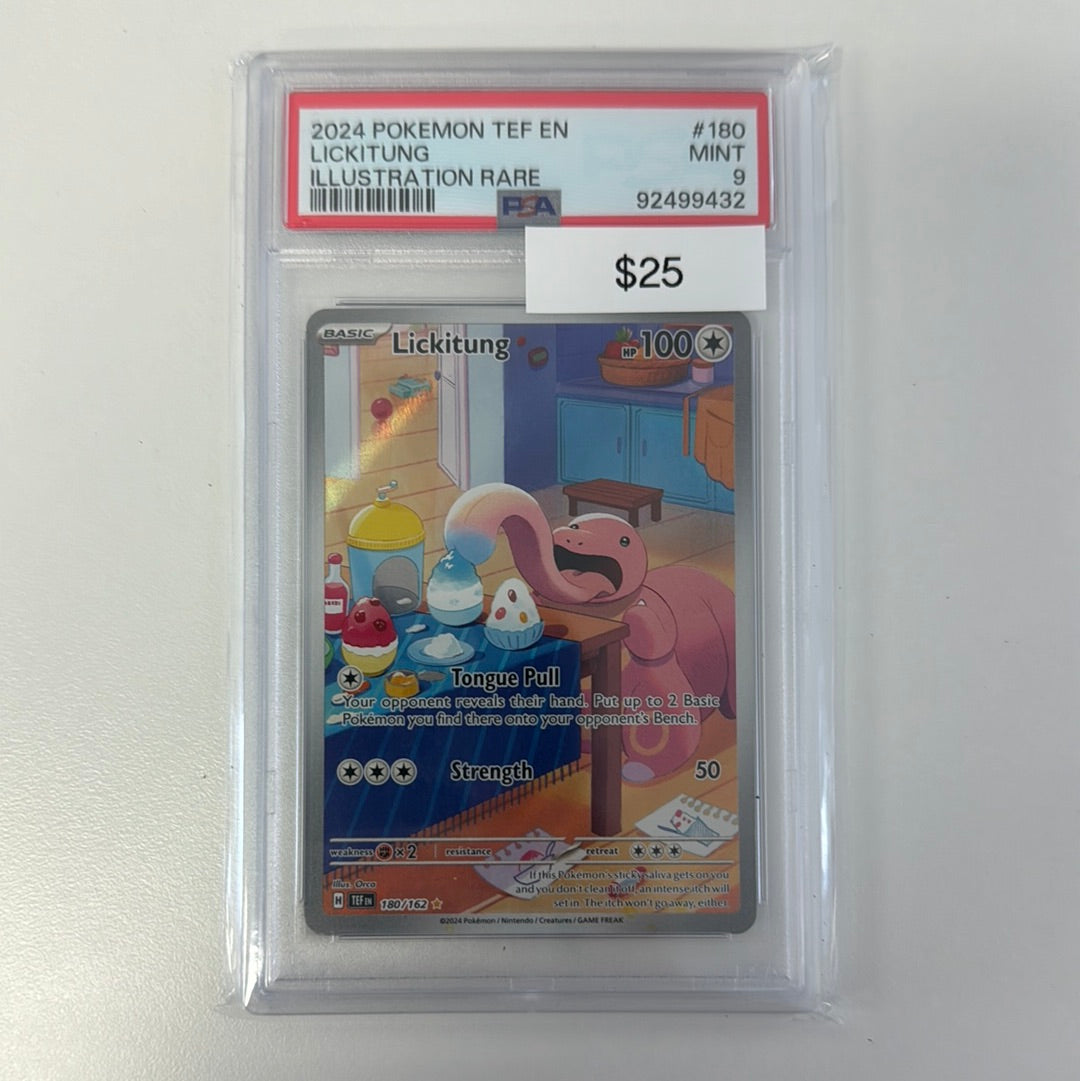 2024 POKEMON TEF EN #180
LICKITUNG MINT
ILLUSTRATION RARE 9
PSA 92499432
$25
BASIC Lickitung HP 100
Tongue Pull
Your opponent reveals their hand. Put up to 2 Basic
Pokémon you find there onto your opponent's Bench.
Strength 50
weakness ×2 resistance retreat
If this Pokémon's sticky saliva gets on you
and you don't clean it off, an intense itch will
set in. The itch won't go away, either.
Illus. Orca
H TEF EN 180/162
©2024 Pokémon / Nintendo / Creatures / GAME FREAK